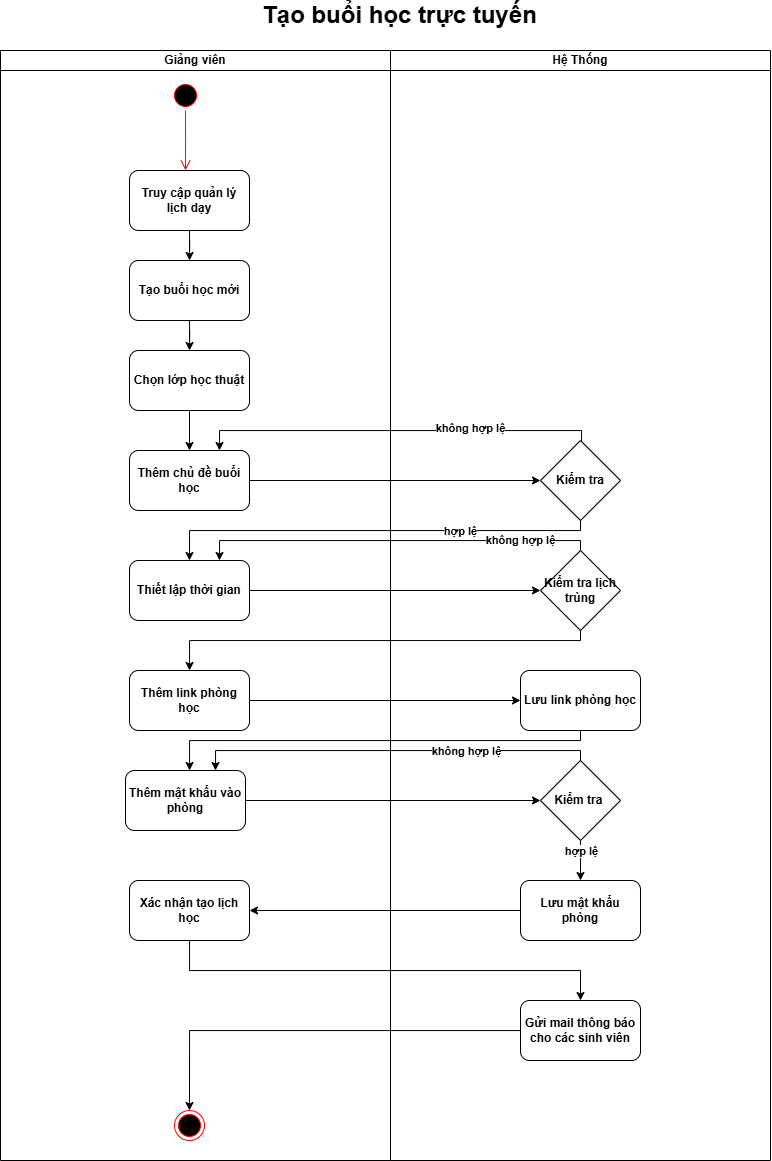 Tạo buổi học trực tuyến
Giảng viên
Hệ Thống
Truy cập quản lý
lịch dạy
Tạo buổi học mới
Chọn lớp học thuật
không hợp lệ
Thêm chủ đề buổi
học
Kiểm tra
hợp lệ
không hợp lệ
Thiết lập thời gian
Kiểm tra lịch
trùng
Thêm link phòng
học
Lưu link phòng học
không hợp lệ
Thêm mật khẩu vào
phòng
Kiểm tra
hợp lệ
Xác nhận tạo lịch
học
Lưu mật khẩu
phòng
Gửi mail thông báo
cho các sinh viên